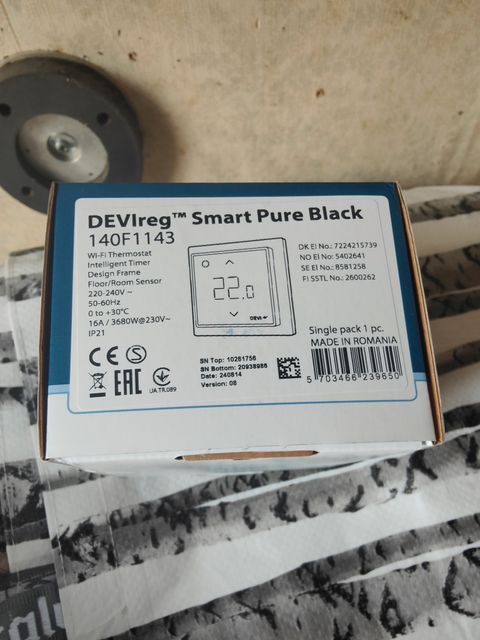 DEVIreg™ Smart Pure Black
140F1143
Wi-Fi Thermostat
Intelligent Timer
Design Frame
Floor/Room Sensor
220-240V ~
50-60Hz
0 to +30°C
16A / 3680W@230V~
IP21
22.0
DEVI
DK El No.: 7224215739
NO El No.: 5402641
SE El No.: 8581258
FI SSTL No.: 2600262
Single pack 1 pc.
MADE IN ROMANIA
CE
S
EAC
UA.TR.089
SN Top: 10261756
SN Bottom: 20938986
Date: 240814
Version: 08
5 703466 239650